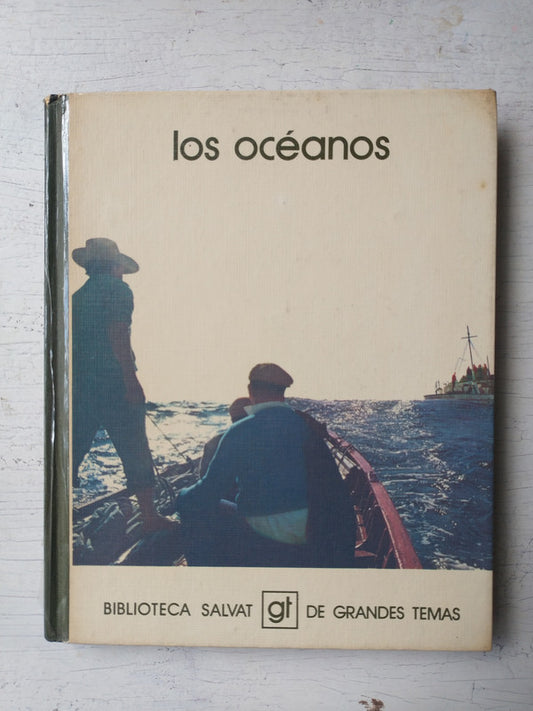 los océanos
BIBLIOTECA SALVAT gt DE GRANDES TEMAS